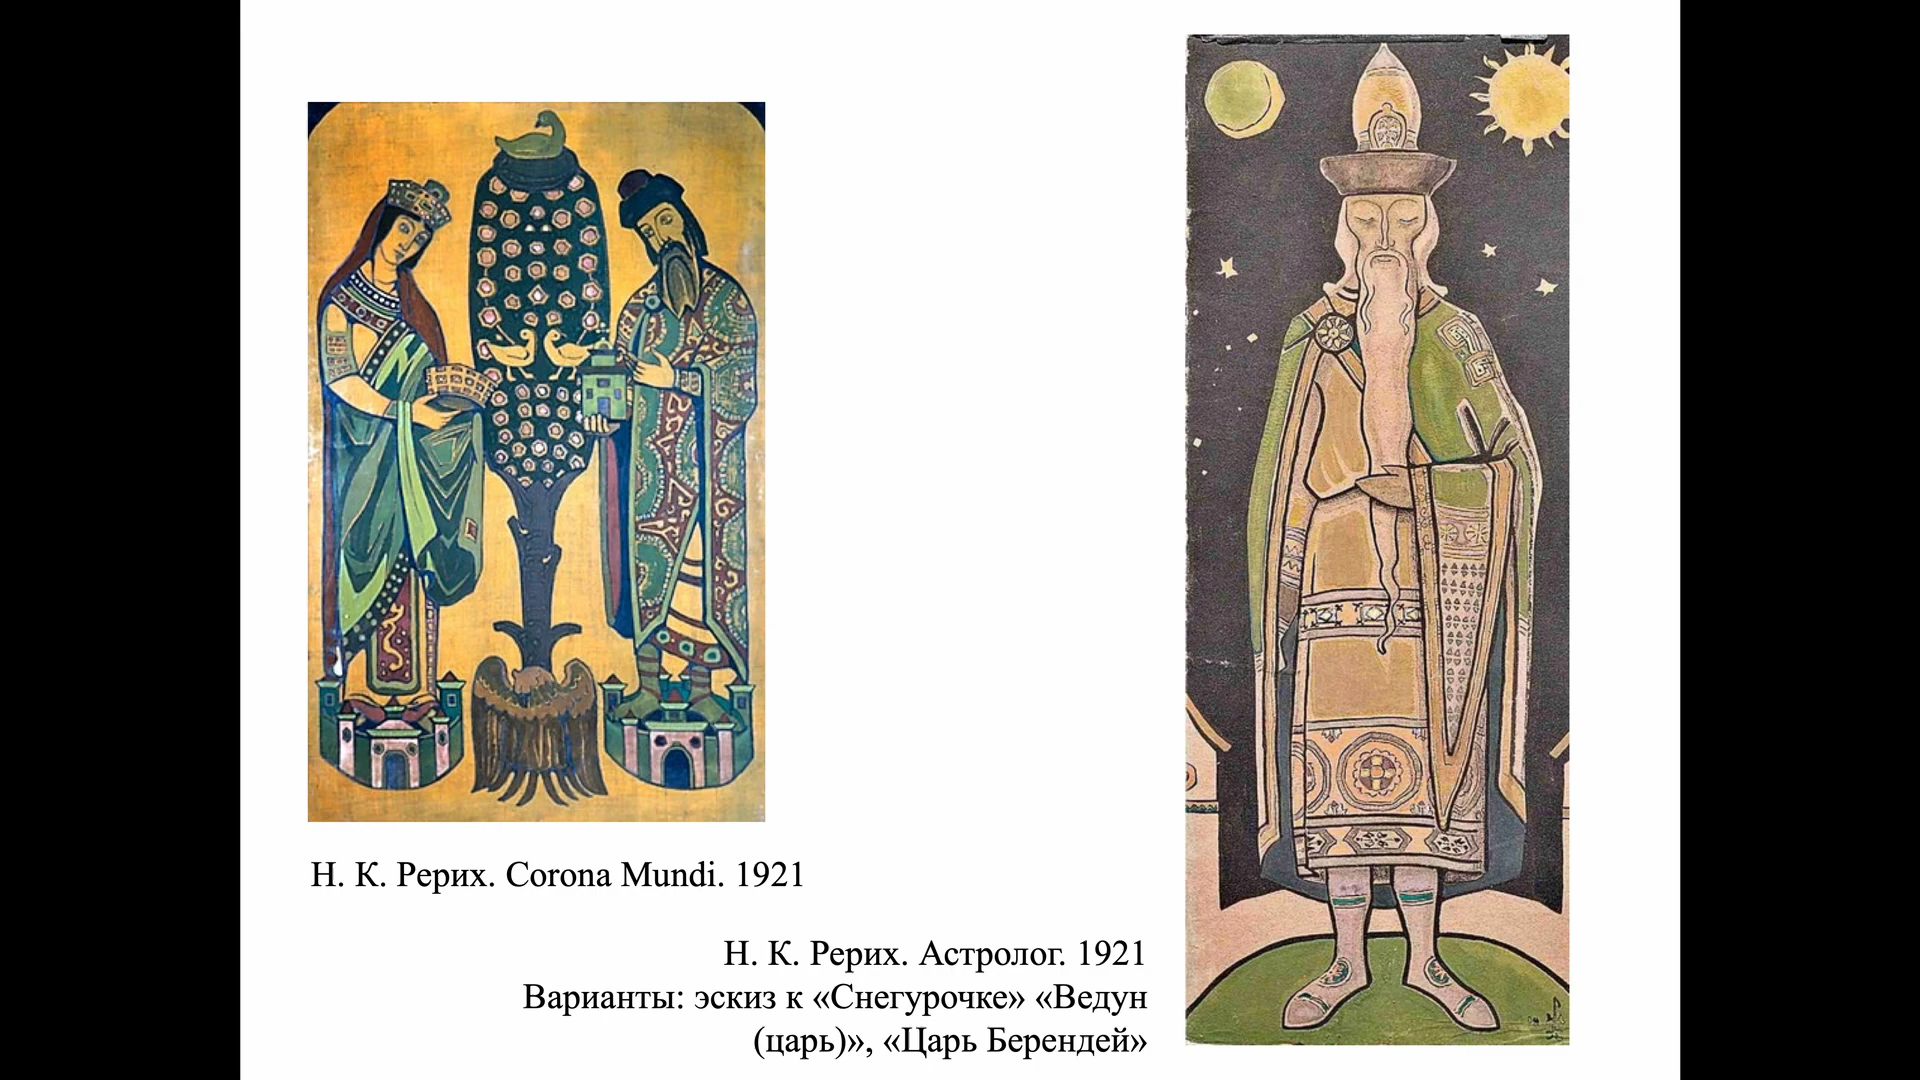 Н. К. Рерих. Corona Mundi. 1921
Н. К. Рерих. Астролог. 1921
Варианты: эскиз к «Снегурочке» «Ведун
(царь)», «Царь Берендей»